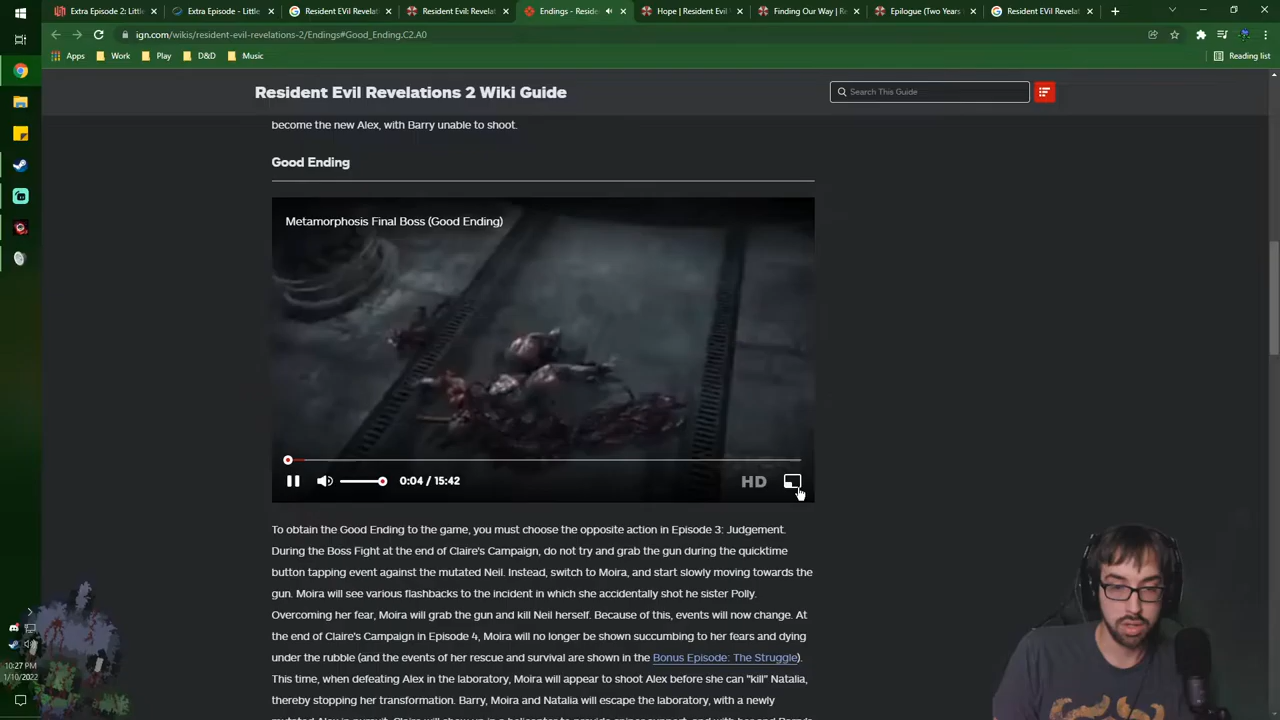 Extra Episode 2: Little
Extra Episode - Little
Resident EVil Revelat
Resident Evil: Revelat
Endings - Reside
Hope | Resident Evil
Finding Our Way | Re
Epilogue (Two Years
Resident EVil Revelat
ign.com/wikis/resident-evil-revelations-2/Endings#Good_Ending.C2.A0
Apps
Work
Play
D&D
Music
Reading list
Resident Evil Revelations 2 Wiki Guide
Search This Guide
become the new Alex, with Barry unable to shoot.
Good Ending
Metamorphosis Final Boss (Good Ending)
0:04 / 15:42
HD
To obtain the Good Ending to the game, you must choose the opposite action in Episode 3: Judgement.
During the Boss Fight at the end of Claire's Campaign, do not try and grab the gun during the quicktime
button tapping event against the mutated Neil. Instead, switch to Moira, and start slowly moving towards the
gun. Moira will see various flashbacks to the incident in which she accidentally shot he sister Polly.
Overcoming her fear, Moira will grab the gun and kill Neil herself. Because of this, events will now change. At
the end of Claire's Campaign in Episode 4, Moira will no longer be shown succumbing to her fears and dying
under the rubble (and the events of her rescue and survival are shown in the Bonus Episode: The Struggle).
This time, when defeating Alex in the laboratory, Moira will appear to shoot Alex before she can "kill" Natalia,
thereby stopping her transformation. Barry, Moira and Natalia will escape the laboratory, with a newly
10:27 PM
1/10/2022